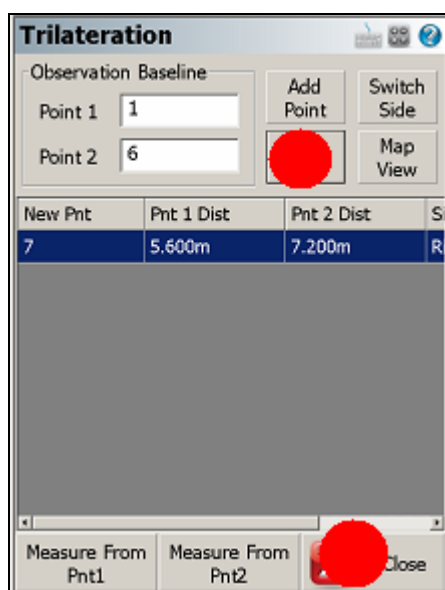 Trilateration
Observation Baseline
Point 1 1
Point 2 6
Add
Point
Switch
Side
Map
View
New Pnt Pnt 1 Dist Pnt 2 Dist S
7 5.600m 7.200m R
Measure From
Pnt1
Measure From
Pnt2
Close